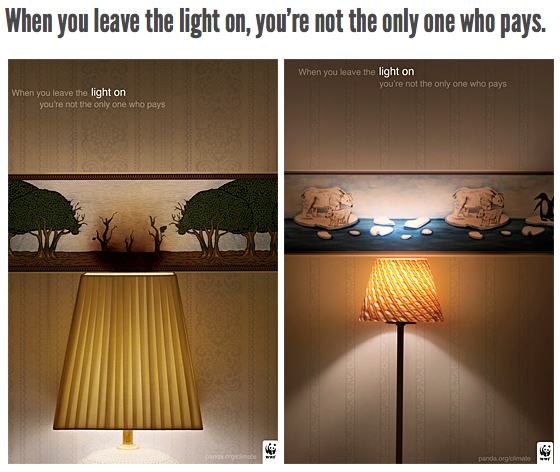 When you leave the light on, you're not the only one who pays.
When you leave the light on
you're not the only one who pays
When you leave the light on
you're not the only one who pays
panda.org/climate
WWF
panda.org/climate
WWF